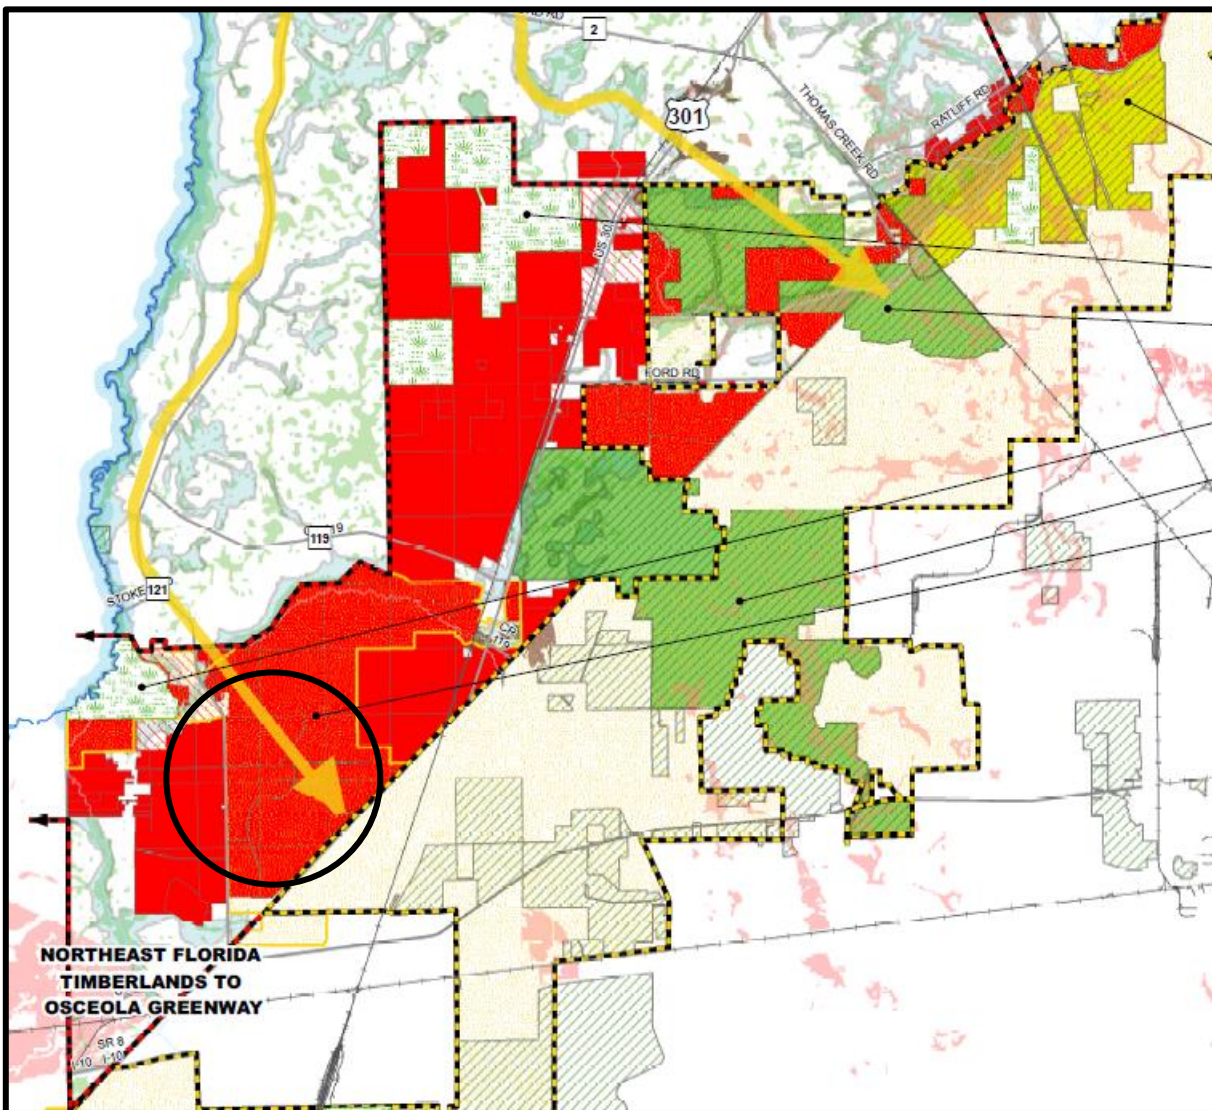 2
301
THOMAS CREEK RD
RATLIFF RD
US 301
FORD RD
119
121
CR 119
NORTHEAST FLORIDA
TIMBERLANDS TO
OSCEOLA GREENWAY
SR 8
I-10 I-10